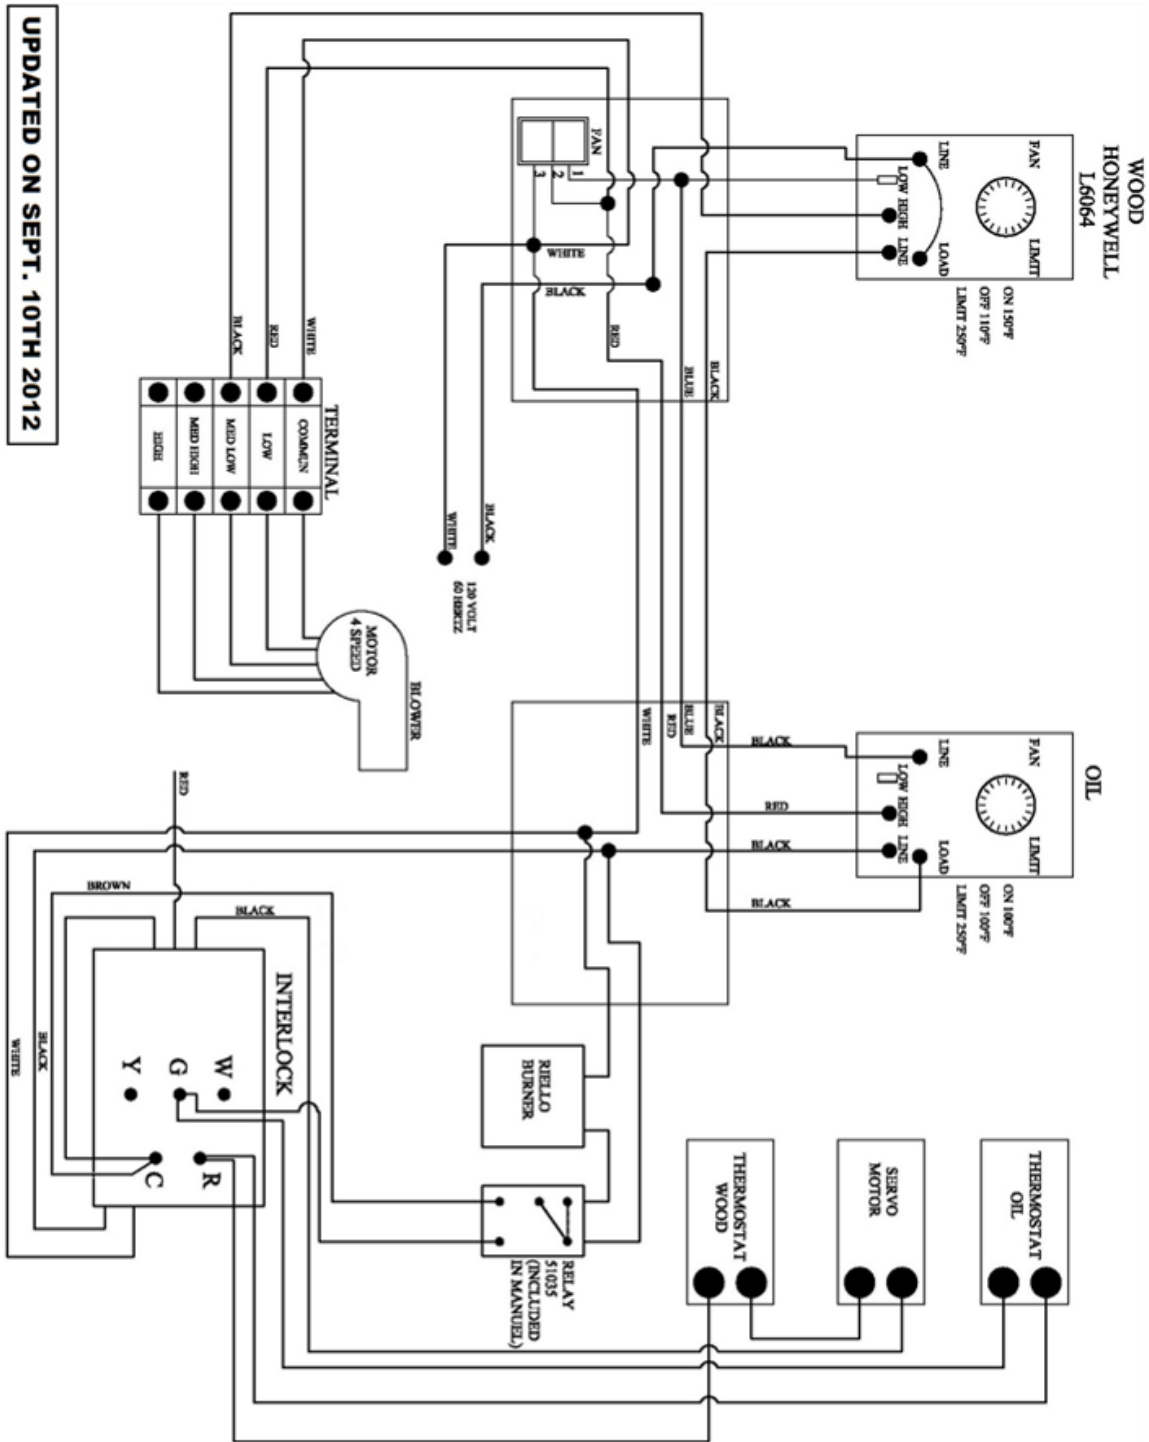 UPDATED ON SEPT. 10TH 2012
WOOD
HONEYWELL
L6064
FAN
LIMIT
LINE
LOW
HIGH
LINE
LOAD
ON 150°F
OFF 110°F
LIMIT 250°F
FAN
1
2
3
WHITE
BLACK
RED
BLUE
BLACK
BLACK
RED
WHITE
TERMINAL
COMMUN
LOW
MED LOW
MED HIGH
HIGH
WHITE
BLACK
120 VOLT
60 HERTZ
MOTOR
4 SPEED
BLOWER
OIL
FAN
LIMIT
LINE
LOW
HIGH
LINE
LOAD
ON 100°F
OFF 100°F
LIMIT 250°F
WHITE
RED
BLUE
BLACK
BLACK
RED
BLACK
BLACK
RED
BROWN
BLACK
BLACK
WHITE
INTERLOCK
W
G
Y
R
C
RIELLO
BURNER
RELAY
51035
(INCLUDED
IN MANUEL)
THERMOSTAT
WOOD
SERVO
MOTOR
THERMOSTAT
OIL